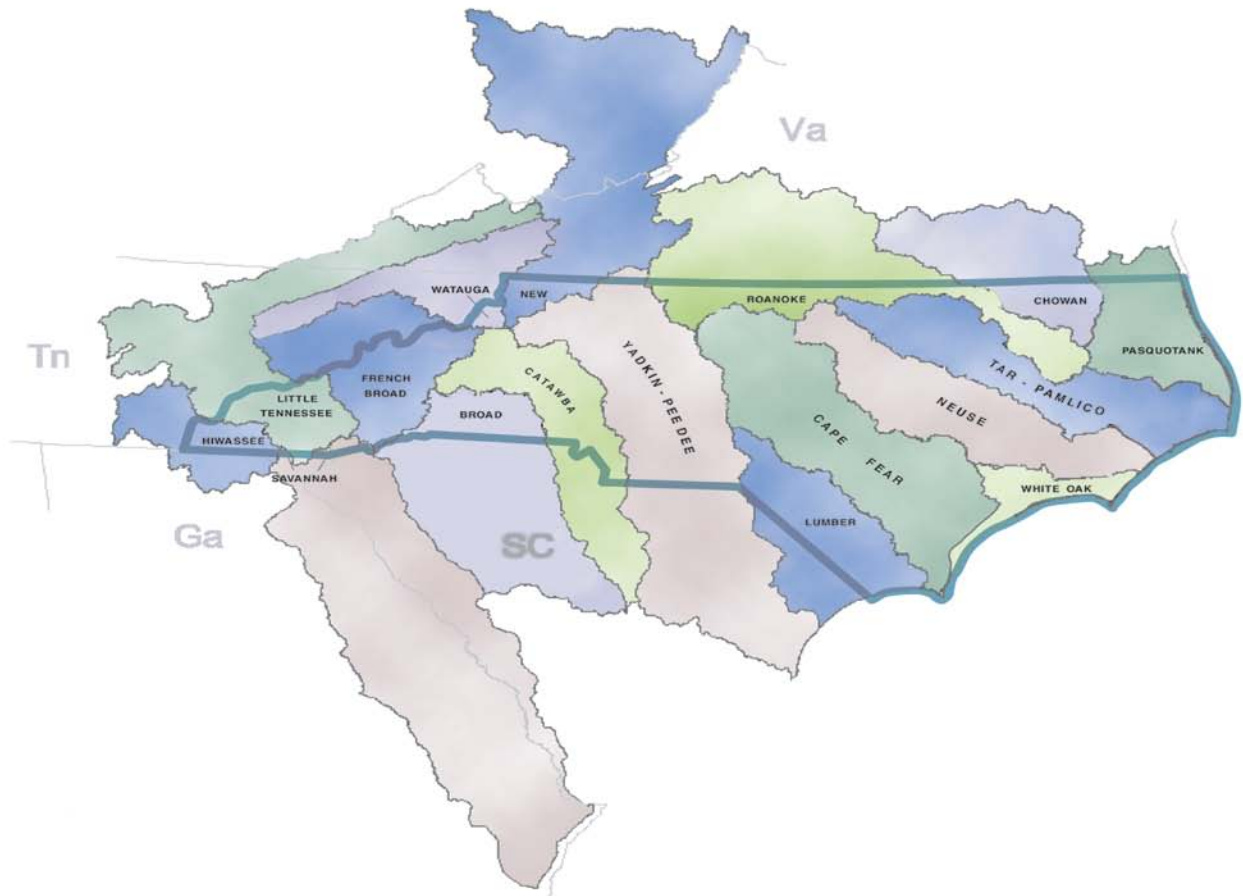 Va
WATAUGA
NEW
ROANOKE
CHOWAN
PASQUOTANK
Tn
FRENCH
BROAD
CATAWBA
YADKIN - PEE DEE
TAR - PAMLICO
LITTLE
TENNESSEE
BROAD
NEUSE
HIWASSEE
CAPE
FEAR
SAVANNAH
WHITE OAK
LUMBER
Ga
SC